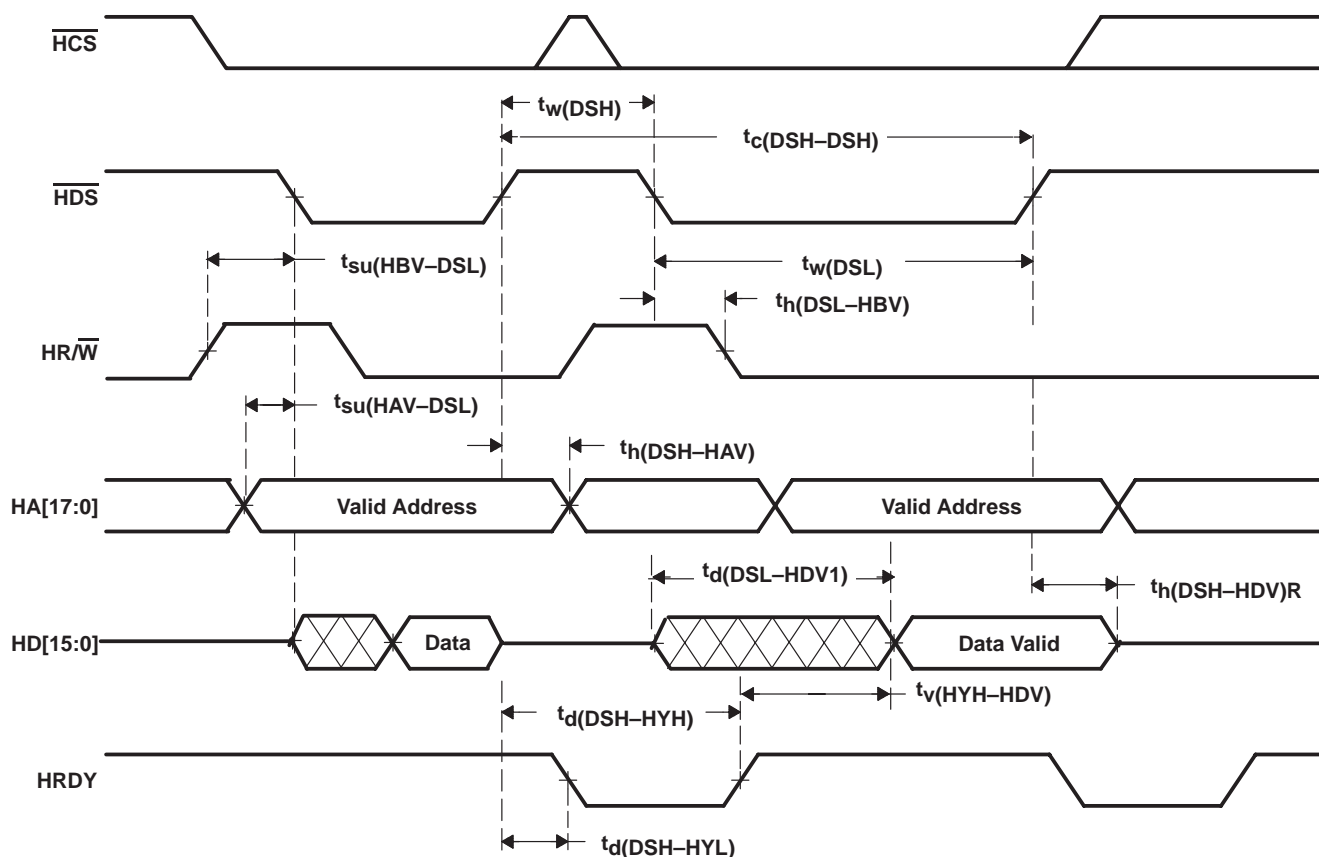 HCS
tw(DSH)
tc(DSH–DSH)
HDS
tsu(HBV–DSL)
tw(DSL)
th(DSL–HBV)
HR/W
tsu(HAV–DSL)
th(DSH–HAV)
HA[17:0]
Valid Address
Valid Address
td(DSL–HDV1)
th(DSH–HDV)R
HD[15:0]
Data
Data Valid
tv(HYH–HDV)
td(DSH–HYH)
HRDY
td(DSH–HYL)